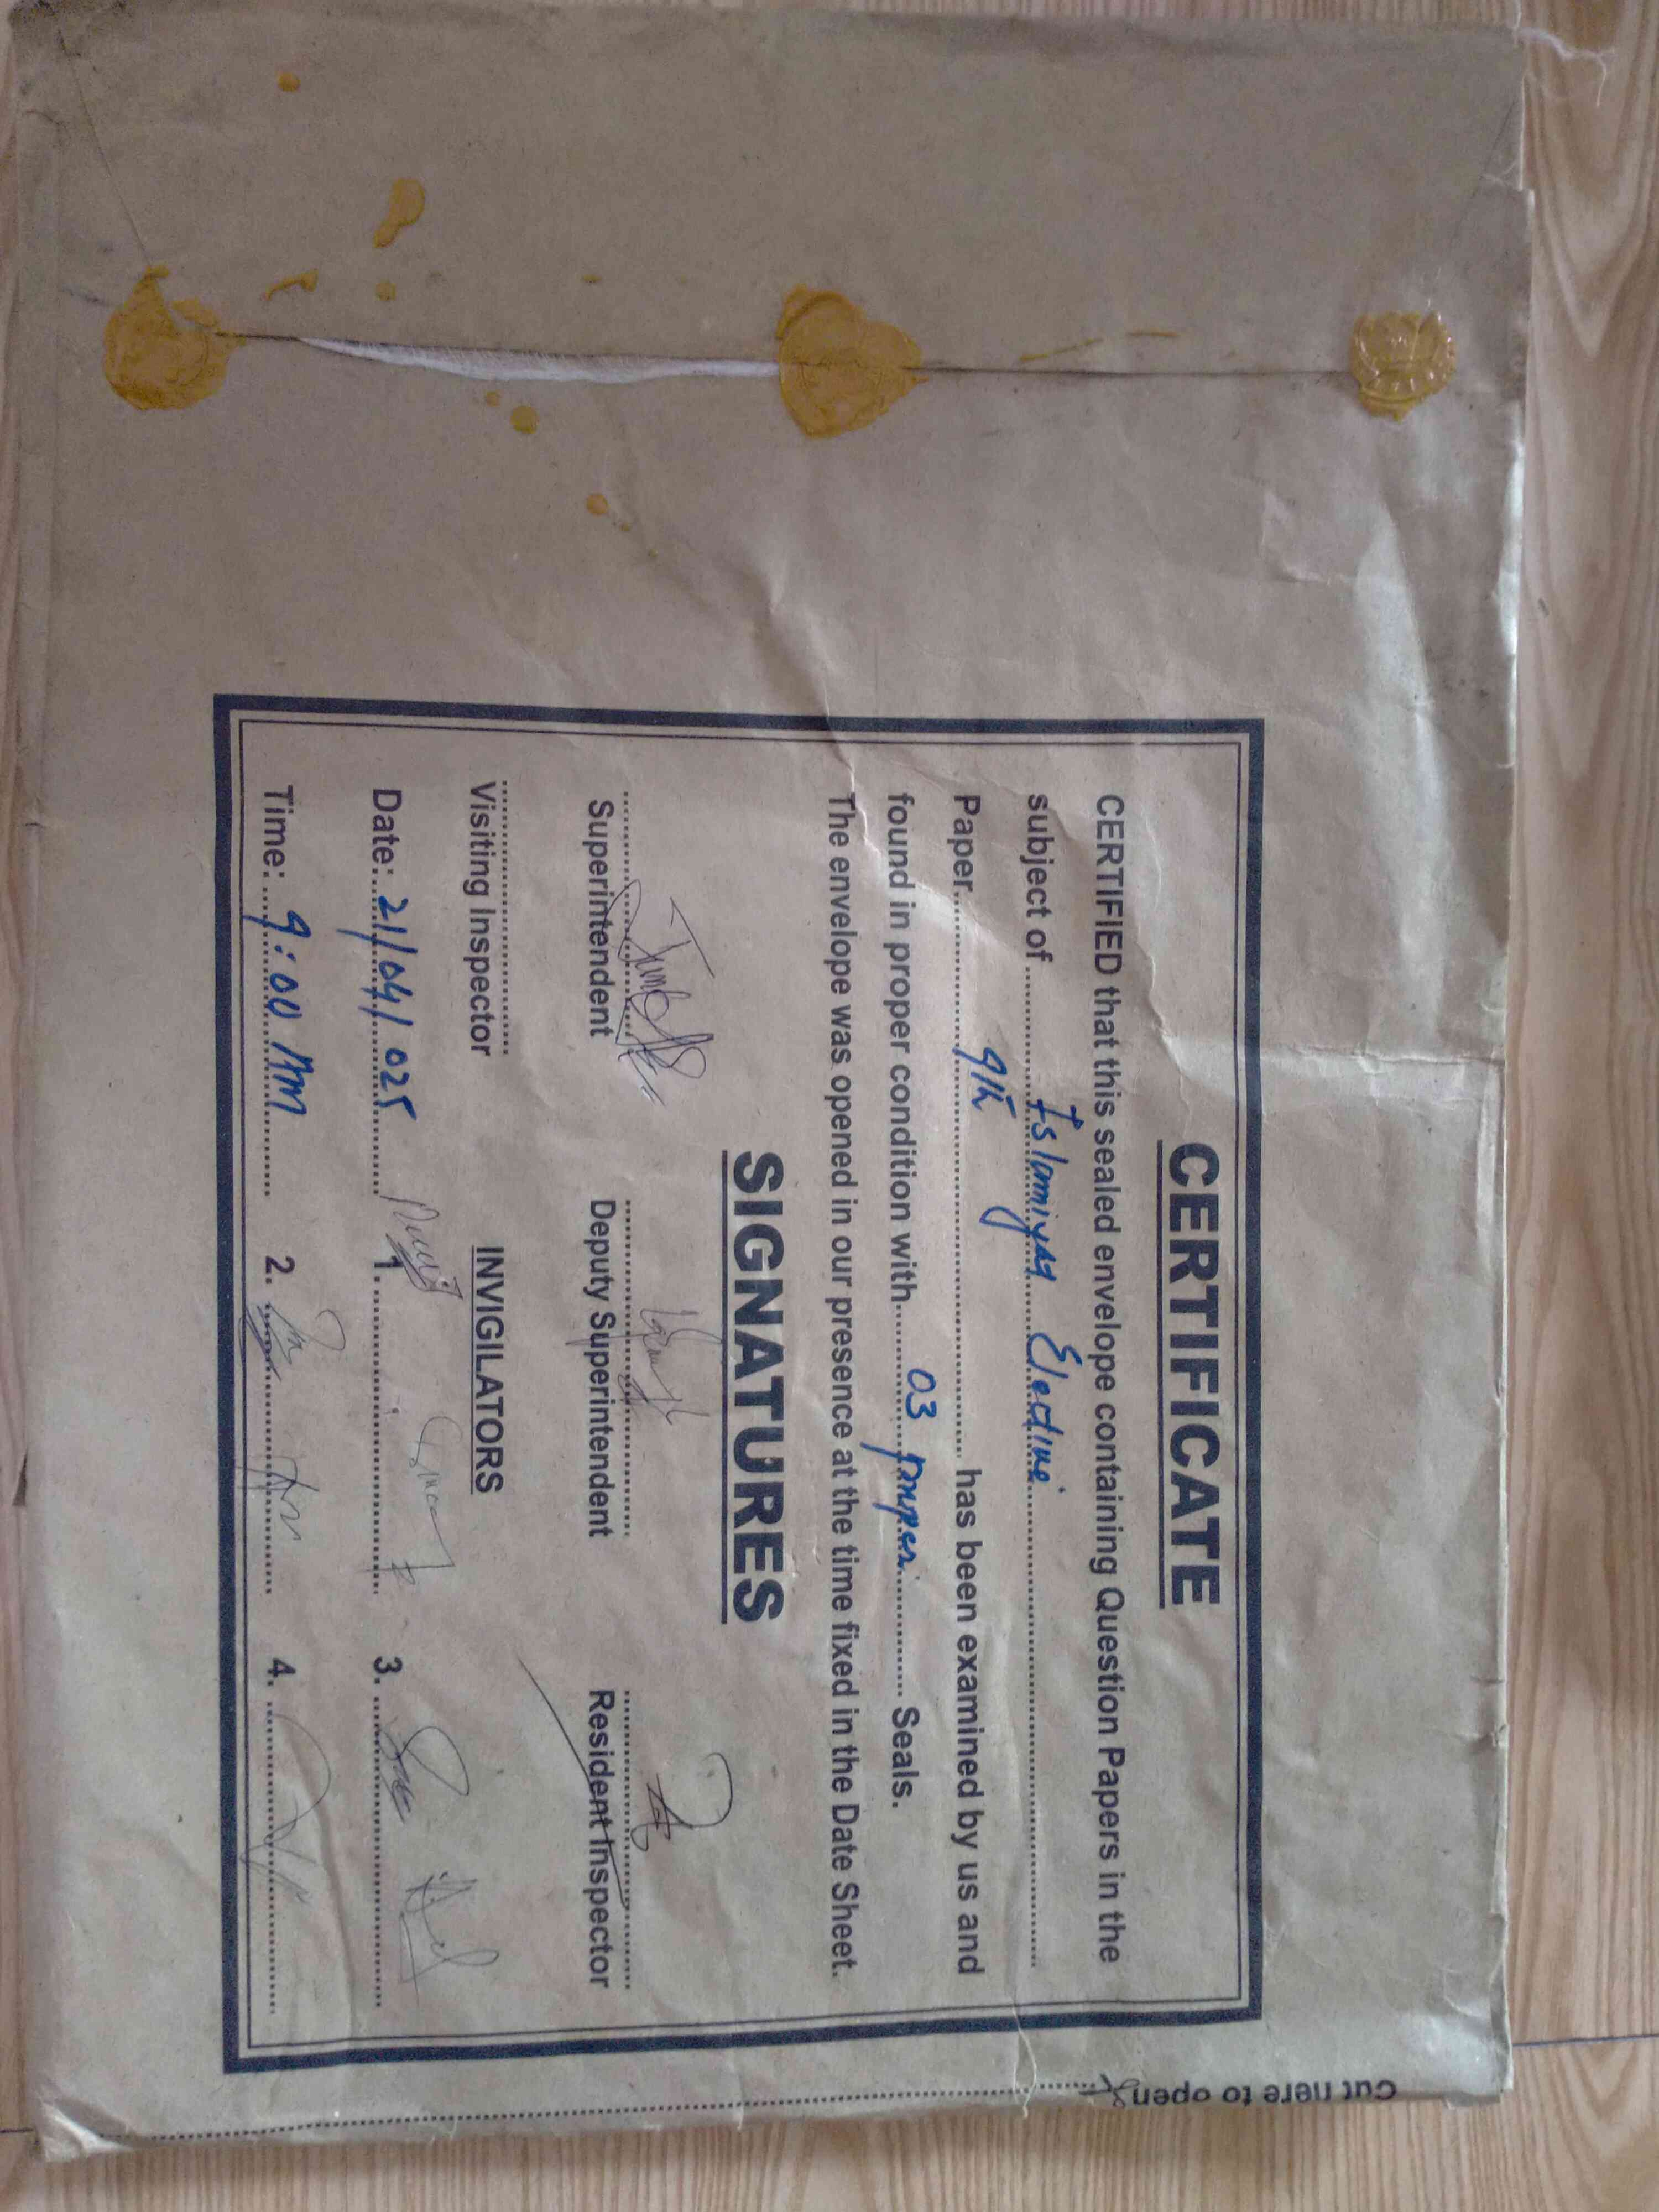 CERTIFICATE
CERTIFIED that this sealed envelope containing Question Papers in the
subject of Islamiyat Elective
Paper 9th has been examined by us and
found in proper condition with 03 proper Seals.
The envelope was opened in our presence at the time fixed in the Date Sheet.
SIGNATURES
Superintendent Deputy Superintendent Resident Inspector
Visiting Inspector INVIGILATORS
Date: 21/04/025 1. 3.
Time: 9:00 AM 2. 4.
Cut here to open